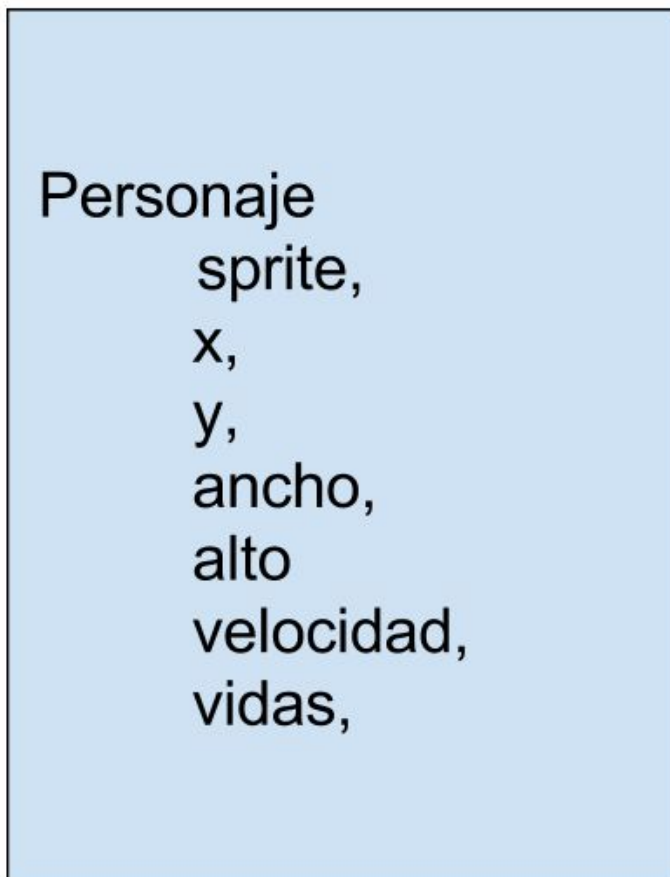 Personaje
sprite,
x,
y,
ancho,
alto
velocidad,
vidas,